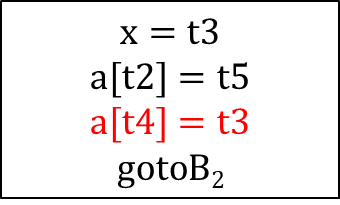 x = t3
a[t2] = t5
a[t4] = t3
gotoB₂